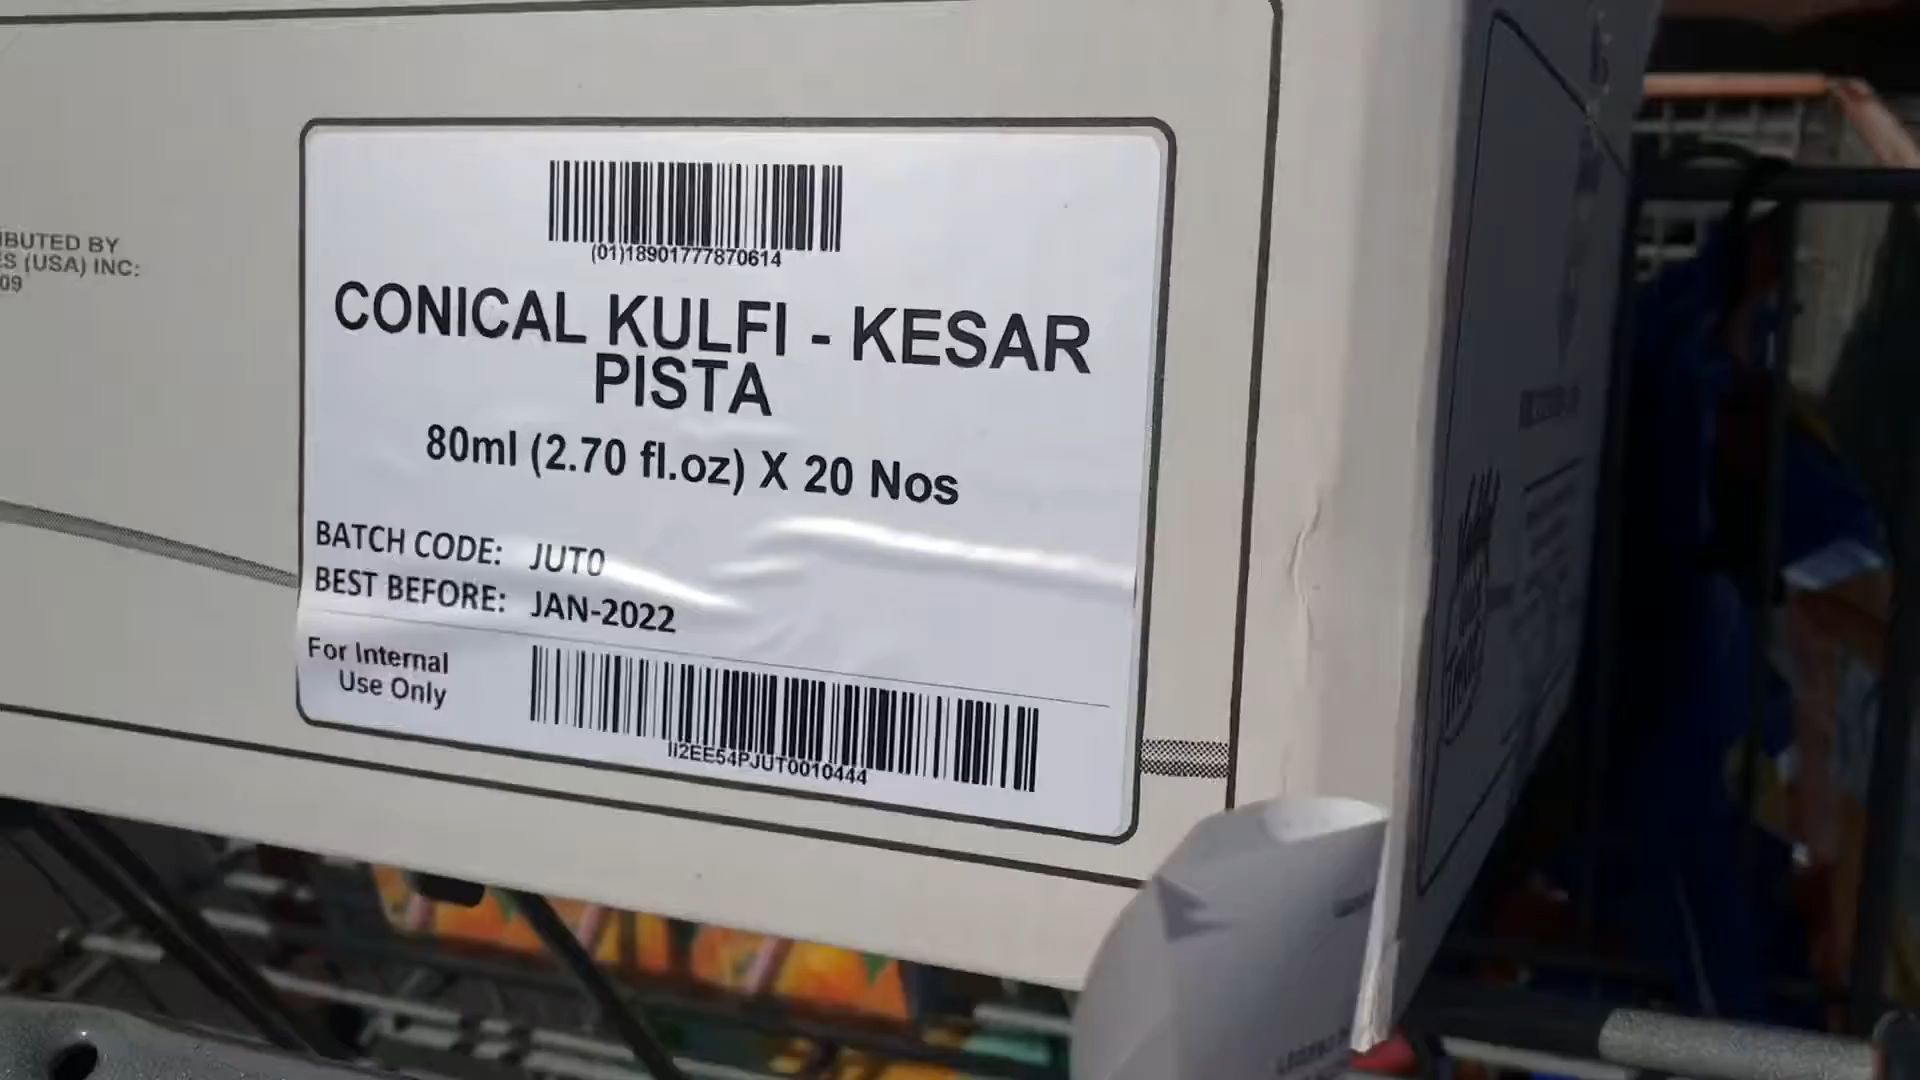 BUTED BY
S (USA) INC:
09
(01)18901777870614
CONICAL KULFI - KESAR
PISTA
80ml (2.70 fl.oz) X 20 Nos
BATCH CODE: JUT0
BEST BEFORE: JAN-2022
For Internal
Use Only
II2EE54PJUT0010444